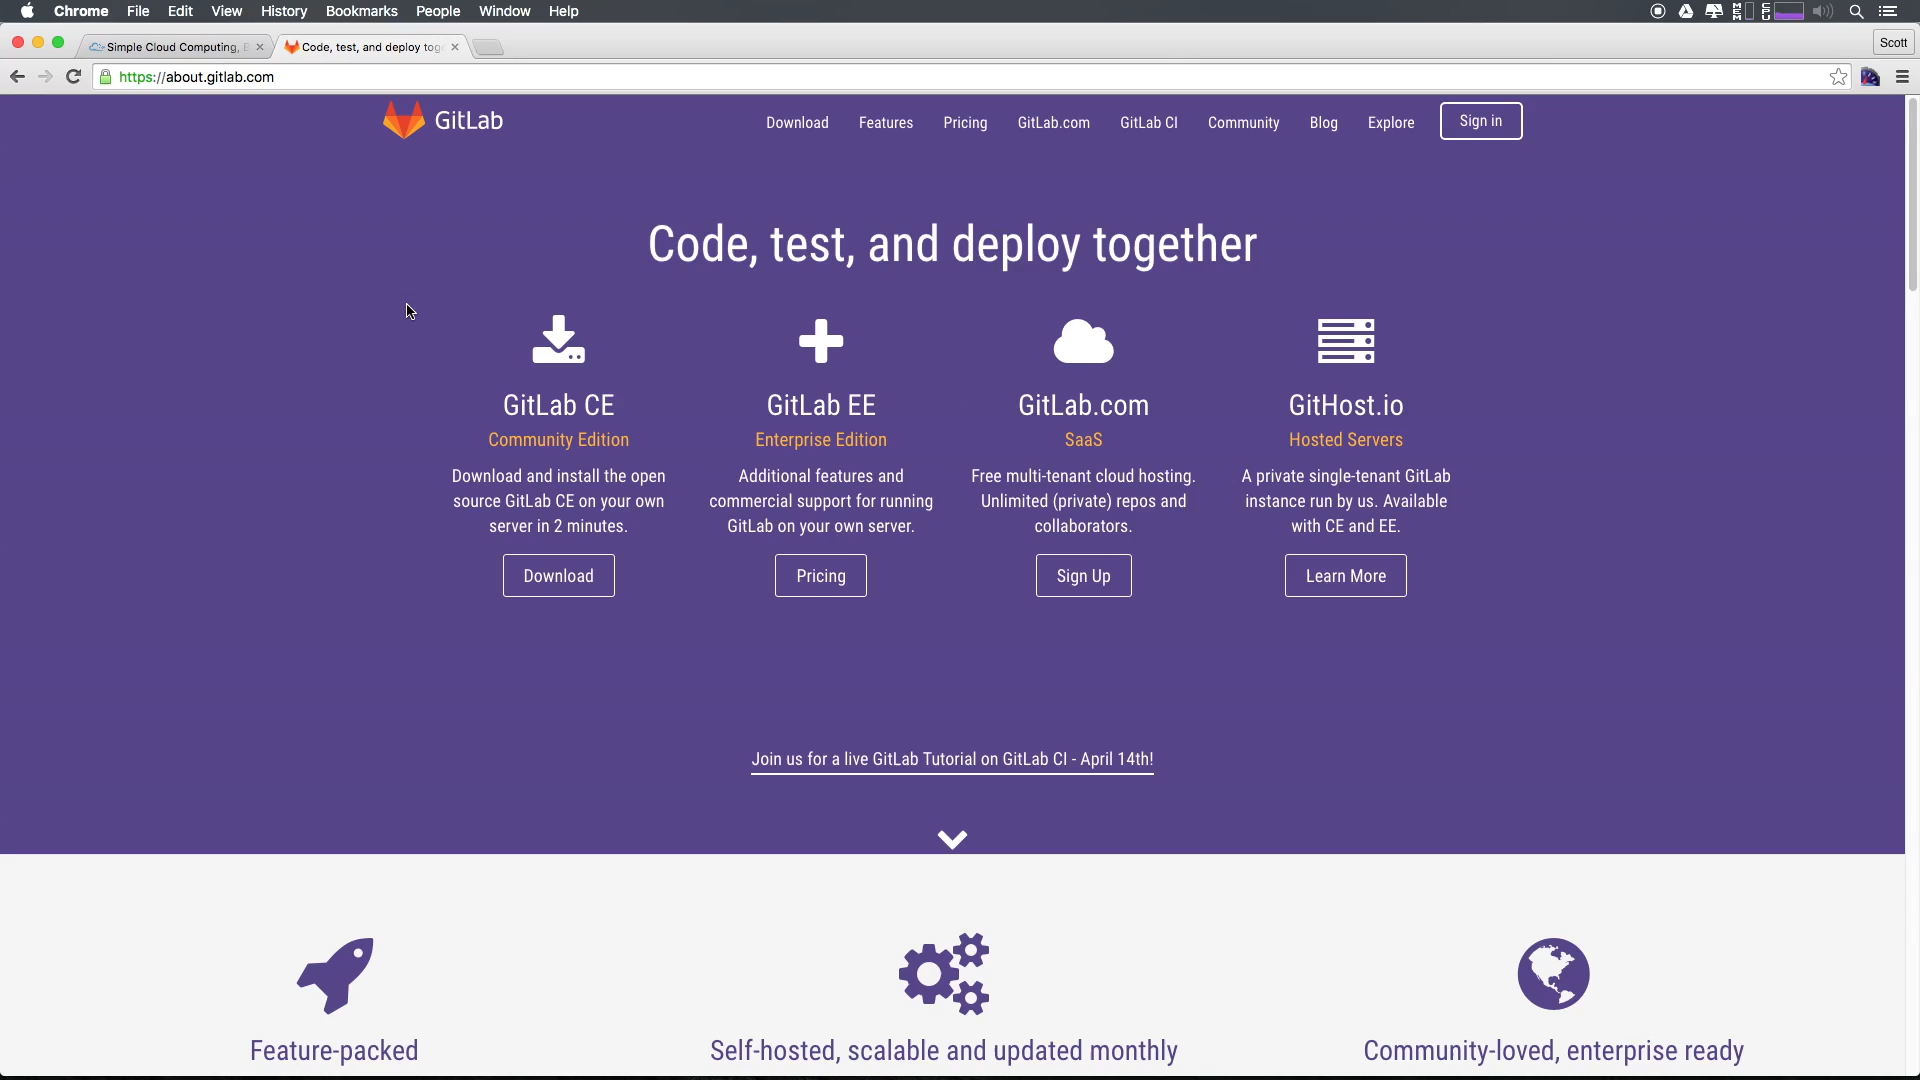 Chrome File Edit View History Bookmarks People Window Help
Simple Cloud Computing,
Code, test, and deploy tog
Scott
https://about.gitlab.com
GitLab
Download Features Pricing GitLab.com GitLab CI Community Blog Explore Sign in
Code, test, and deploy together
GitLab CE
Community Edition
Download and install the open
source GitLab CE on your own
server in 2 minutes.
Download
GitLab EE
Enterprise Edition
Additional features and
commercial support for running
GitLab on your own server.
Pricing
GitLab.com
SaaS
Free multi-tenant cloud hosting.
Unlimited (private) repos and
collaborators.
Sign Up
GitHost.io
Hosted Servers
A private single-tenant GitLab
instance run by us. Available
with CE and EE.
Learn More
Join us for a live GitLab Tutorial on GitLab CI - April 14th!
Feature-packed
Self-hosted, scalable and updated monthly
Community-loved, enterprise ready